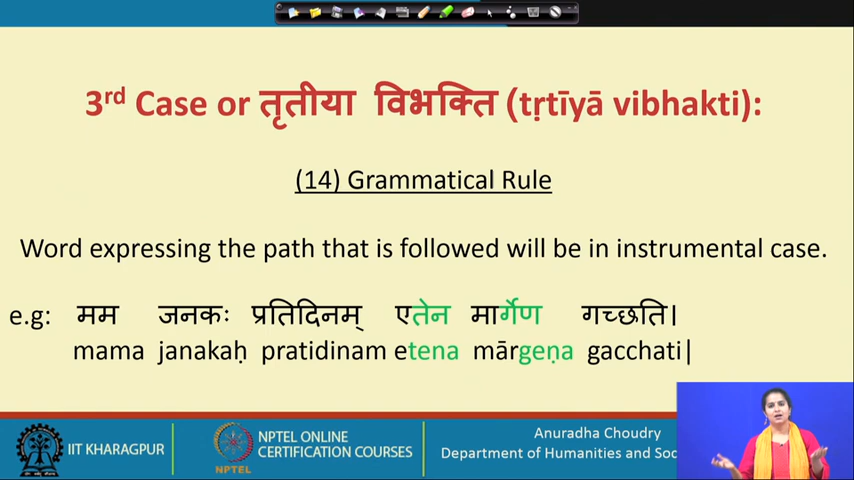 3rd Case or तृतीया विभक्ति (tṛtīyā vibhakti):
(14) Grammatical Rule
Word expressing the path that is followed will be in instrumental case.
e.g: मम जनकः प्रतिदिनम् एतेन मार्गेण गच्छति।
mama janakaḥ pratidinam etena mārgeṇa gacchati|
IIT KHARAGPUR
NPTEL
NPTEL ONLINE
CERTIFICATION COURSES
Anuradha Choudry
Department of Humanities and Soc